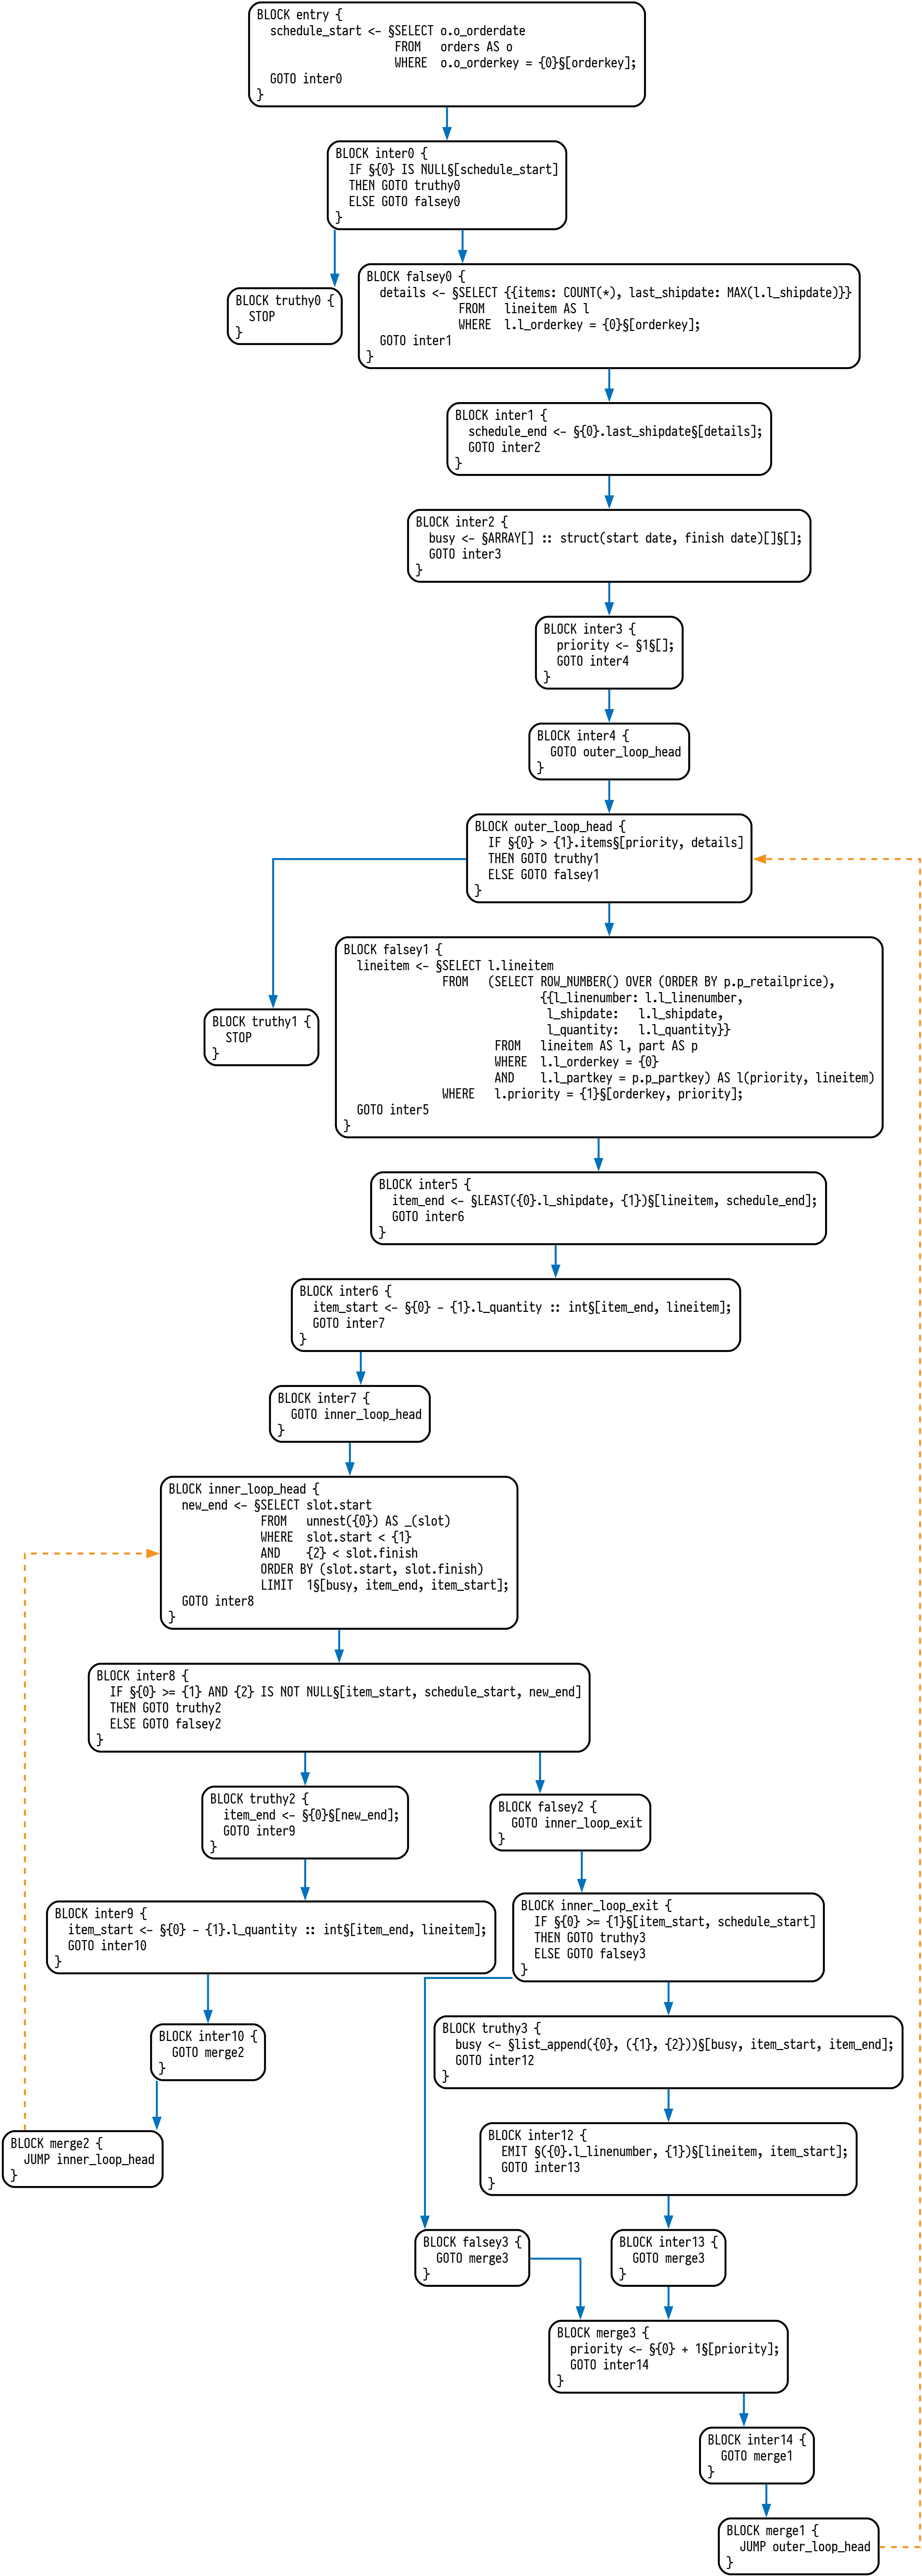 BLOCK entry {
schedule_start <- §SELECT o.o_orderdate
FROM orders AS o
WHERE o.o_orderkey = {0}§[orderkey];
GOTO inter0
}
BLOCK inter0 {
IF §{0} IS NULL§[schedule_start]
THEN GOTO truthy0
ELSE GOTO falsey0
}
BLOCK truthy0 {
STOP
}
BLOCK falsey0 {
details <- §SELECT {{items: COUNT(*), last_shipdate: MAX(l.l_shipdate)}}
FROM lineitem AS l
WHERE l.l_orderkey = {0}§[orderkey];
GOTO inter1
}
BLOCK inter1 {
schedule_end <- §{0}.last_shipdate§[details];
GOTO inter2
}
BLOCK inter2 {
busy <- §ARRAY[] :: struct(start date, finish date)[]§[];
GOTO inter3
}
BLOCK inter3 {
priority <- §1§[];
GOTO inter4
}
BLOCK inter4 {
GOTO outer_loop_head
}
BLOCK outer_loop_head {
IF §{0} > {1}.items§[priority, details]
THEN GOTO truthy1
ELSE GOTO falsey1
}
BLOCK truthy1 {
STOP
}
BLOCK falsey1 {
lineitem <- §SELECT l.lineitem
FROM (SELECT ROW_NUMBER() OVER (ORDER BY p.p_retailprice),
{{l_linenumber: l.l_linenumber,
l_shipdate: l.l_shipdate,
l_quantity: l.l_quantity}}
FROM lineitem AS l, part AS p
WHERE l.l_orderkey = {0}
AND l.l_partkey = p.p_partkey) AS l(priority, lineitem)
WHERE l.priority = {1}§[orderkey, priority];
GOTO inter5
}
BLOCK inter5 {
item_end <- §LEAST({0}.l_shipdate, {1})§[lineitem, schedule_end];
GOTO inter6
}
BLOCK inter6 {
item_start <- §{0} - {1}.l_quantity :: int§[item_end, lineitem];
GOTO inter7
}
BLOCK inter7 {
GOTO inner_loop_head
}
BLOCK inner_loop_head {
new_end <- §SELECT slot.start
FROM unnest({0}) AS _(slot)
WHERE slot.start < {1}
AND {2} < slot.finish
ORDER BY (slot.start, slot.finish)
LIMIT 1§[busy, item_end, item_start];
GOTO inter8
}
BLOCK inter8 {
IF §{0} >= {1} AND {2} IS NOT NULL§[item_start, schedule_start, new_end]
THEN GOTO truthy2
ELSE GOTO falsey2
}
BLOCK truthy2 {
item_end <- §{0}§[new_end];
GOTO inter9
}
BLOCK falsey2 {
GOTO inner_loop_exit
}
BLOCK inter9 {
item_start <- §{0} - {1}.l_quantity :: int§[item_end, lineitem];
GOTO inter10
}
BLOCK inner_loop_exit {
IF §{0} >= {1}§[item_start, schedule_start]
THEN GOTO truthy3
ELSE GOTO falsey3
}
BLOCK inter10 {
GOTO merge2
}
BLOCK truthy3 {
busy <- §list_append({0}, ({1}, {2}))§[busy, item_start, item_end];
GOTO inter12
}
BLOCK merge2 {
JUMP inner_loop_head
}
BLOCK inter12 {
EMIT §({0}.l_linenumber, {1})§[lineitem, item_start];
GOTO inter13
}
BLOCK falsey3 {
GOTO merge3
}
BLOCK inter13 {
GOTO merge3
}
BLOCK merge3 {
priority <- §{0} + 1§[priority];
GOTO inter14
}
BLOCK inter14 {
GOTO merge1
}
BLOCK merge1 {
JUMP outer_loop_head
}